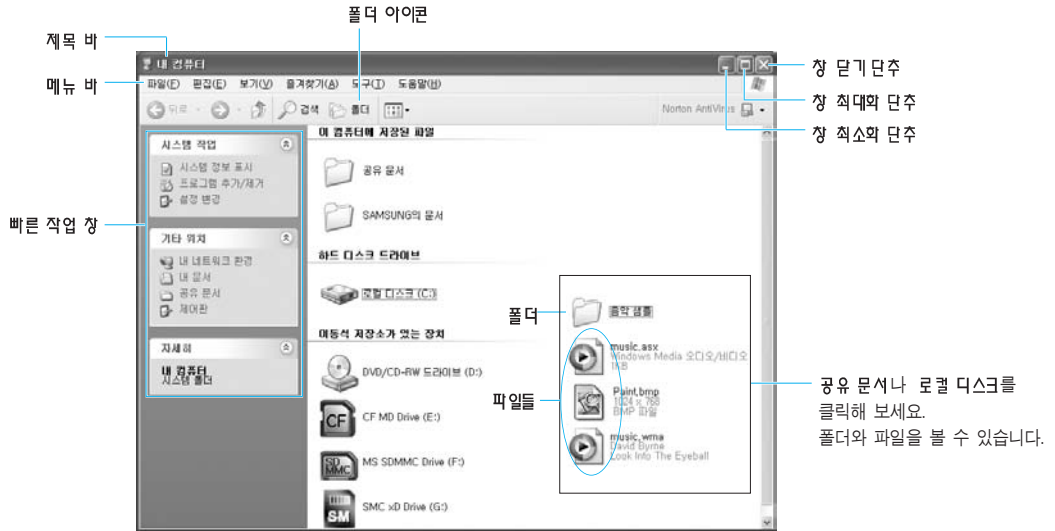 폴더 아이콘
제목 바
내 컴퓨터
창 닫기 단추
메뉴 바
파일(F) 편집(E) 보기(V) 즐겨찾기(A) 도구(T) 도움말(H)
창 최대화 단추
뒤로 검색 폴더 Norton AntiVirus
창 최소화 단추
빠른 작업 창
시스템 작업
시스템 정보 표시
프로그램 추가/제거
설정 변경
기타 위치
내 네트워크 환경
내 문서
공유 문서
제어판
자세히
내 컴퓨터
시스템 폴더
이 컴퓨터에 저장된 파일
공유 문서
SAMSUNG의 문서
하드 디스크 드라이브
로컬 디스크 (C:)
이동식 저장소가 있는 장치
DVD/CD-RW 드라이브 (D:)
CF
CF MD Drive (E:)
SD
MMC
MS SDMMC Drive (F:)
SM
SMC xD Drive (G:)
폴더
음악 샘플
파일들
music.asx
Windows Media 오디오/비디오
1KB
Paint.bmp
1024 x 768
BMP 파일
music.wma
David Byrne
Look Into The Eyeball
공유 문서나 로컬 디스크를
클릭해 보세요.
폴더와 파일을 볼 수 있습니다.